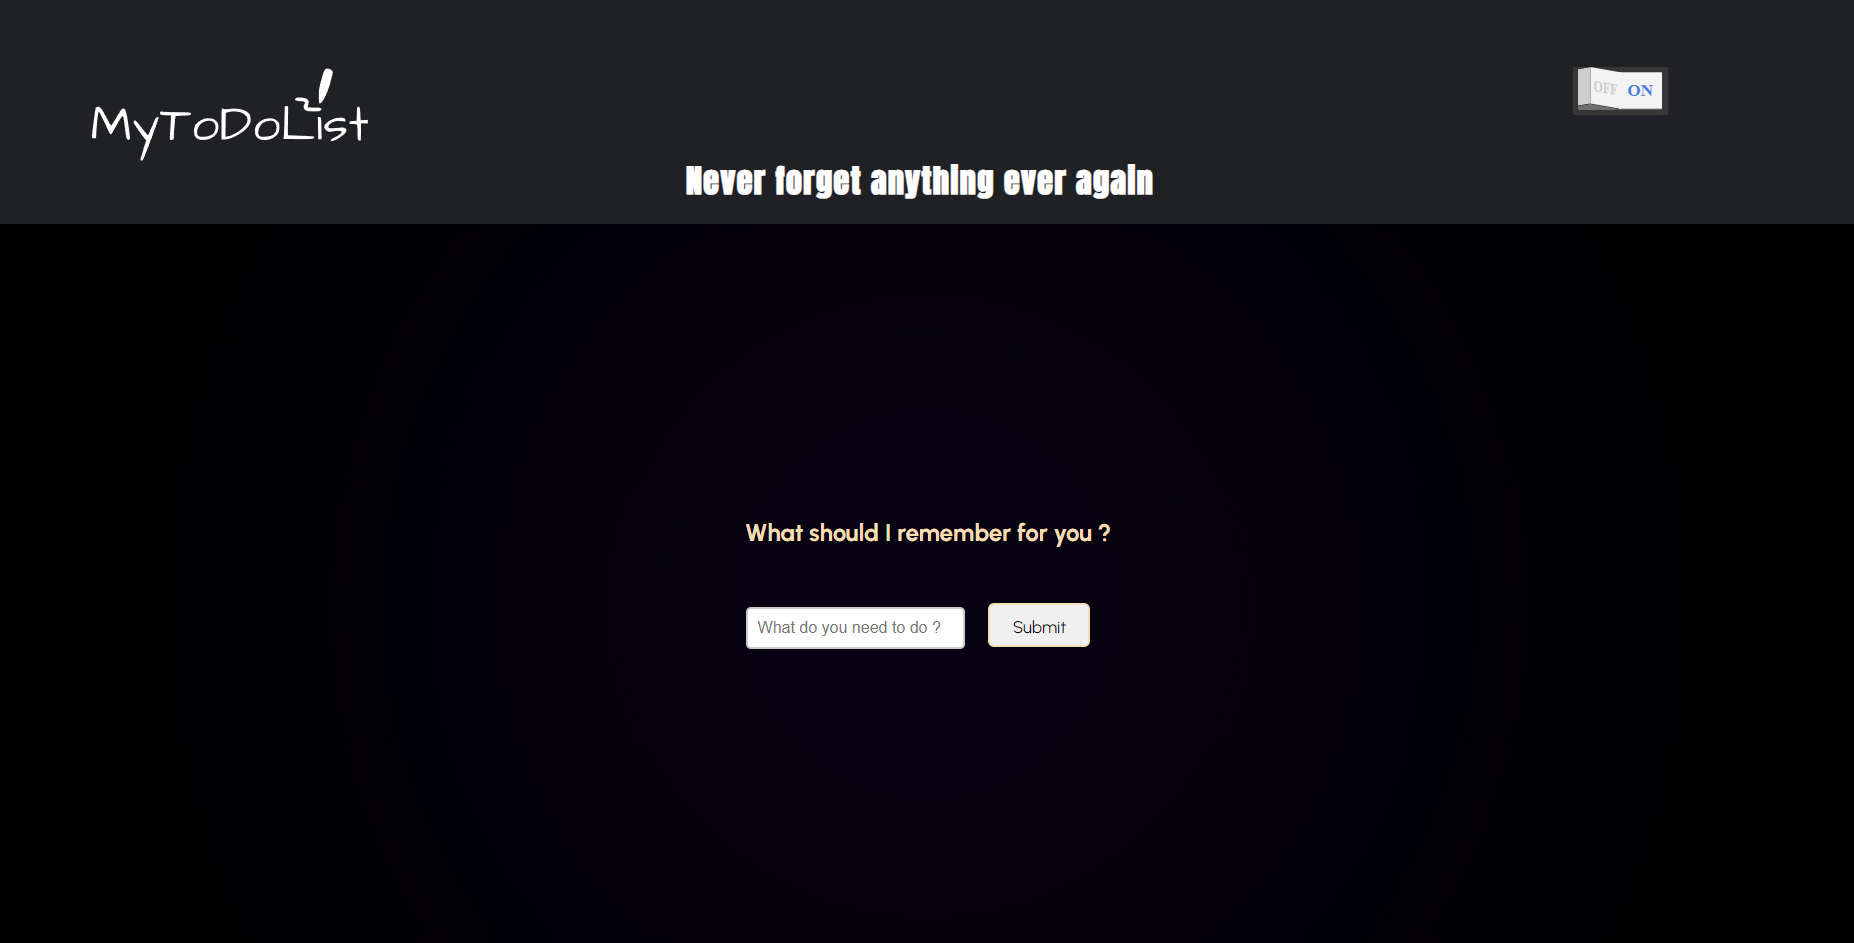 MyToDoList
OFF ON
Never forget anything ever again
What should I remember for you ?
What do you need to do ?
Submit